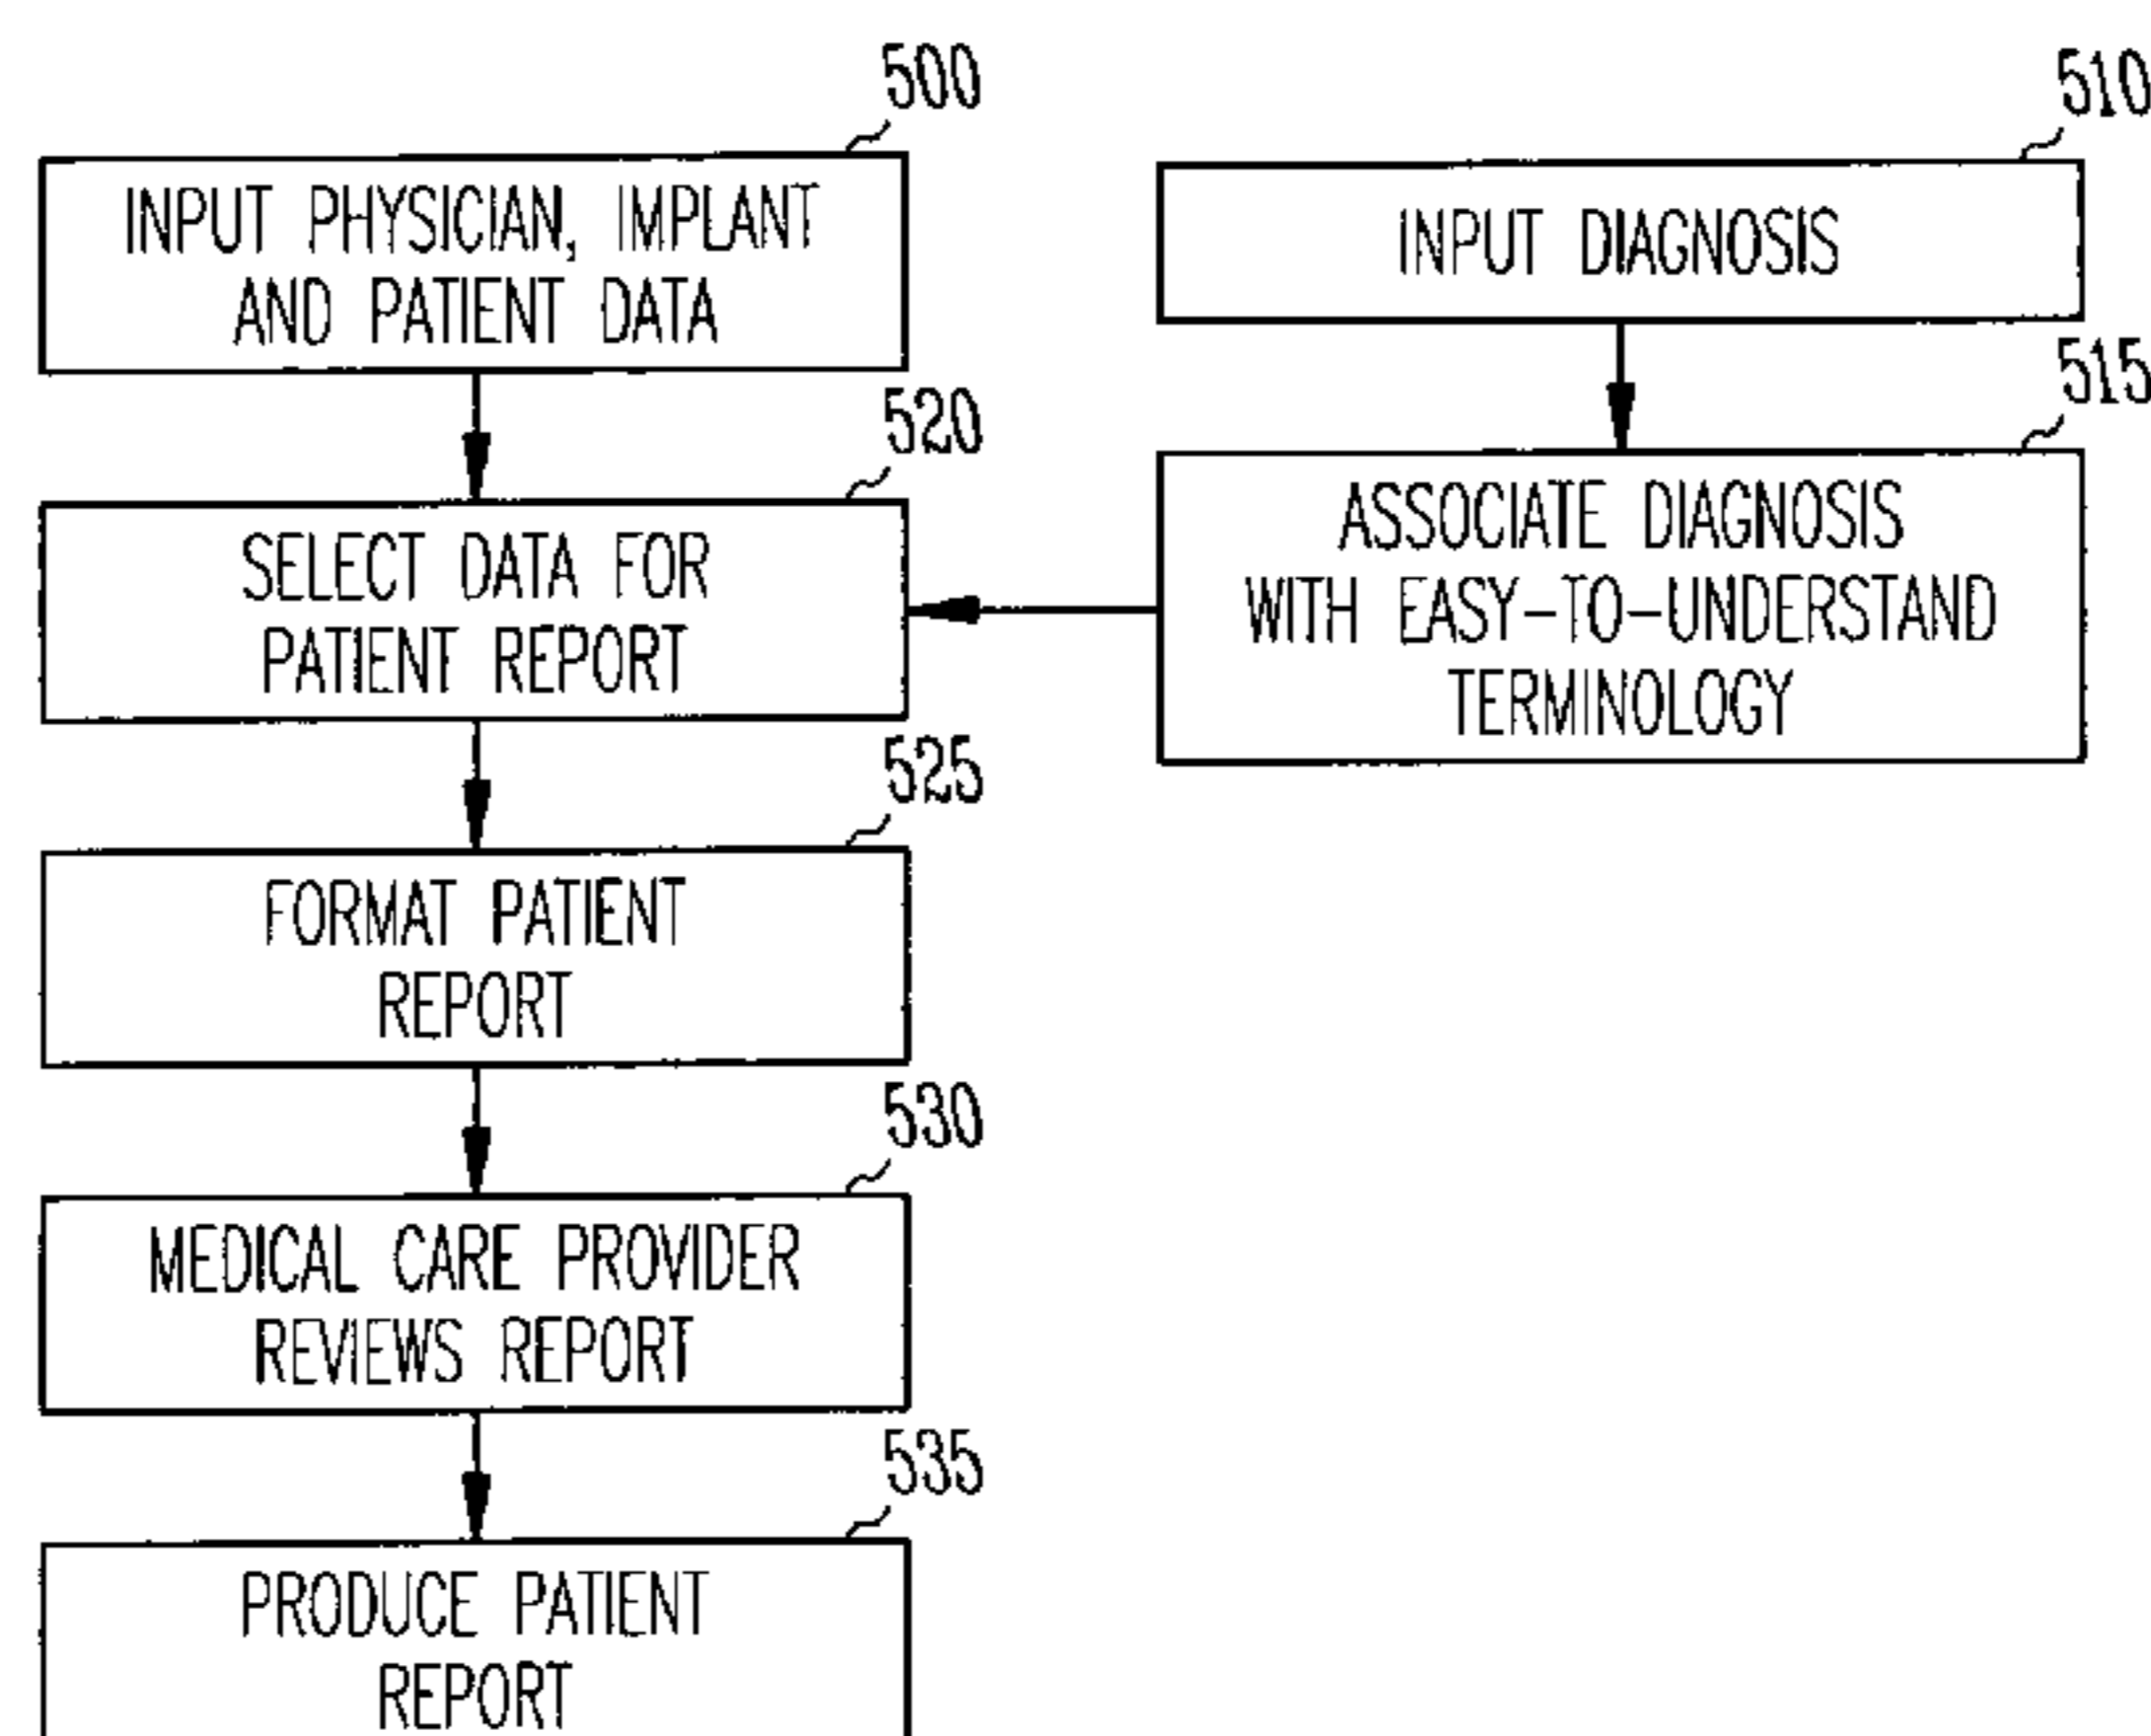 500
INPUT PHYSICIAN, IMPLANT
AND PATIENT DATA
510
INPUT DIAGNOSIS
515
ASSOCIATE DIAGNOSIS
WITH EASY-TO-UNDERSTAND
TERMINOLOGY
520
SELECT DATA FOR
PATIENT REPORT
525
FORMAT PATIENT
REPORT
530
MEDICAL CARE PROVIDER
REVIEWS REPORT
535
PRODUCE PATIENT
REPORT